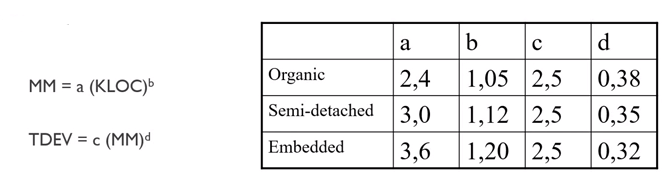 MM = a (KLOC)ᵇ
TDEV = c (MM)ᵈ
a b c d
Organic 2,4 1,05 2,5 0,38
Semi-detached 3,0 1,12 2,5 0,35
Embedded 3,6 1,20 2,5 0,32